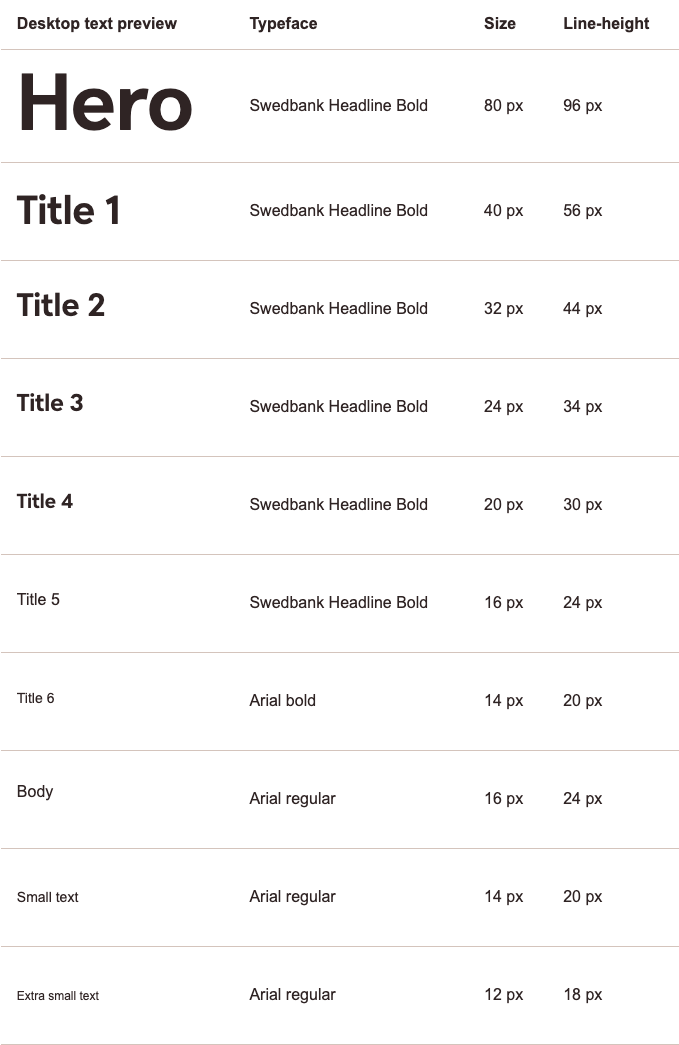 Desktop text preview Typeface Size Line-height
Hero Swedbank Headline Bold 80 px 96 px
Title 1 Swedbank Headline Bold 40 px 56 px
Title 2 Swedbank Headline Bold 32 px 44 px
Title 3 Swedbank Headline Bold 24 px 34 px
Title 4 Swedbank Headline Bold 20 px 30 px
Title 5 Swedbank Headline Bold 16 px 24 px
Title 6 Arial bold 14 px 20 px
Body Arial regular 16 px 24 px
Small text Arial regular 14 px 20 px
Extra small text Arial regular 12 px 18 px